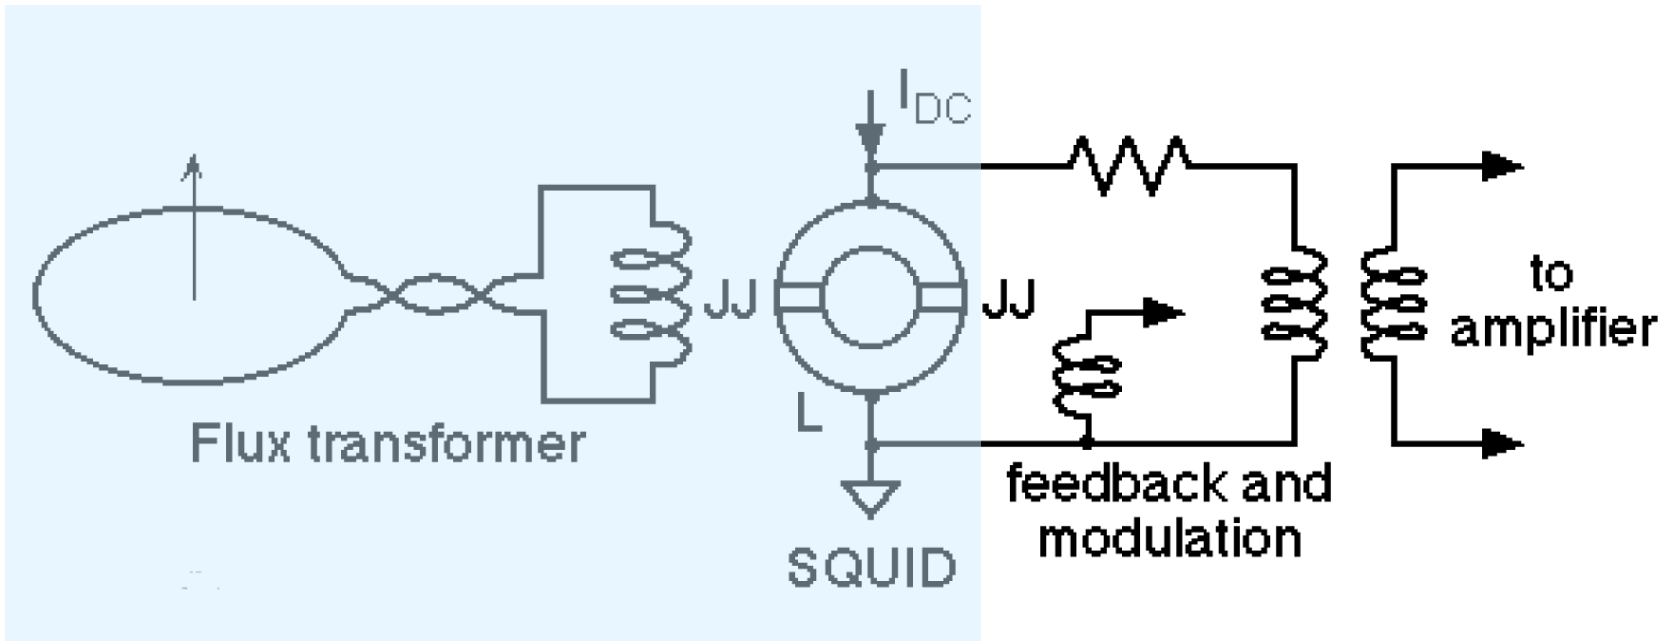 I_DC
JJ
JJ
to
amplifier
L
Flux transformer
feedback and
modulation
SQUID